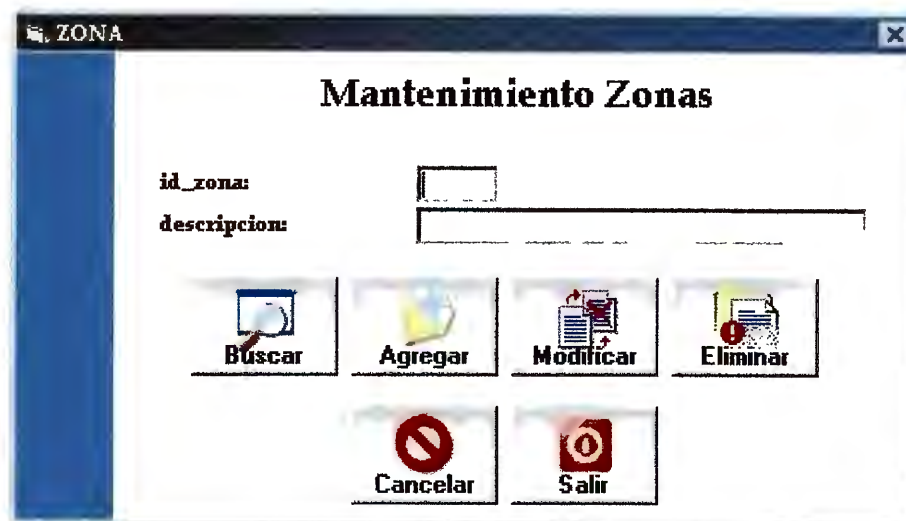 ZONA
Mantenimiento Zonas
id_zona:
descripcion:
Buscar Agregar Modificar Eliminar
Cancelar Salir